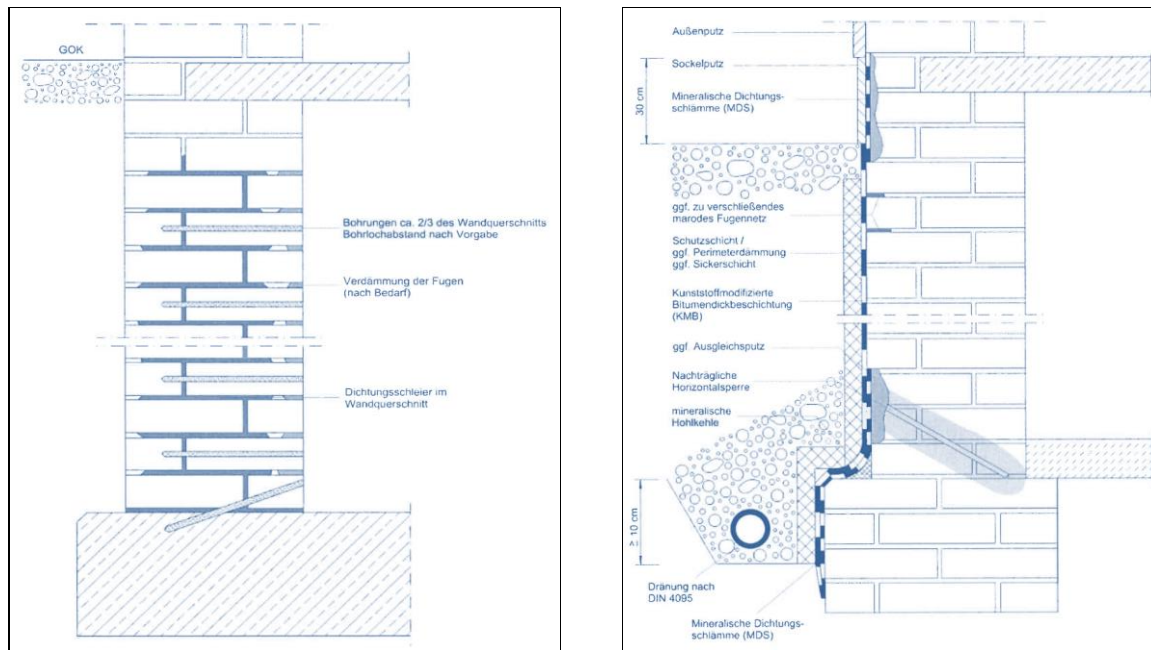 GOK
Bohrungen ca. 2/3 des Wandquerschnitts
Bohrlochabstand nach Vorgabe
Verdämmung der Fugen
(nach Bedarf)
Dichtungsschleier im
Wandquerschnitt
Außenputz
Sockelputz
30 cm
Mineralische Dichtungs-
schlämme (MDS)
ggf. zu verschließendes
marodes Fugennetz
Schutzschicht /
ggf. Perimeterdämmung
ggf. Sickerschicht
Kunststoffmodifizierte
Bitumendickbeschichtung
(KMB)
ggf. Ausgleichsputz
Nachträgliche
Horizontalsperre
mineralische
Hohlkehle
≥ 10 cm
Dränung nach
DIN 4095
Mineralische Dichtungs-
schlämme (MDS)